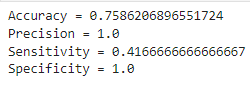 Accuracy = 0.7586206896551724
Precision = 1.0
Sensitivity = 0.4166666666666667
Specificity = 1.0